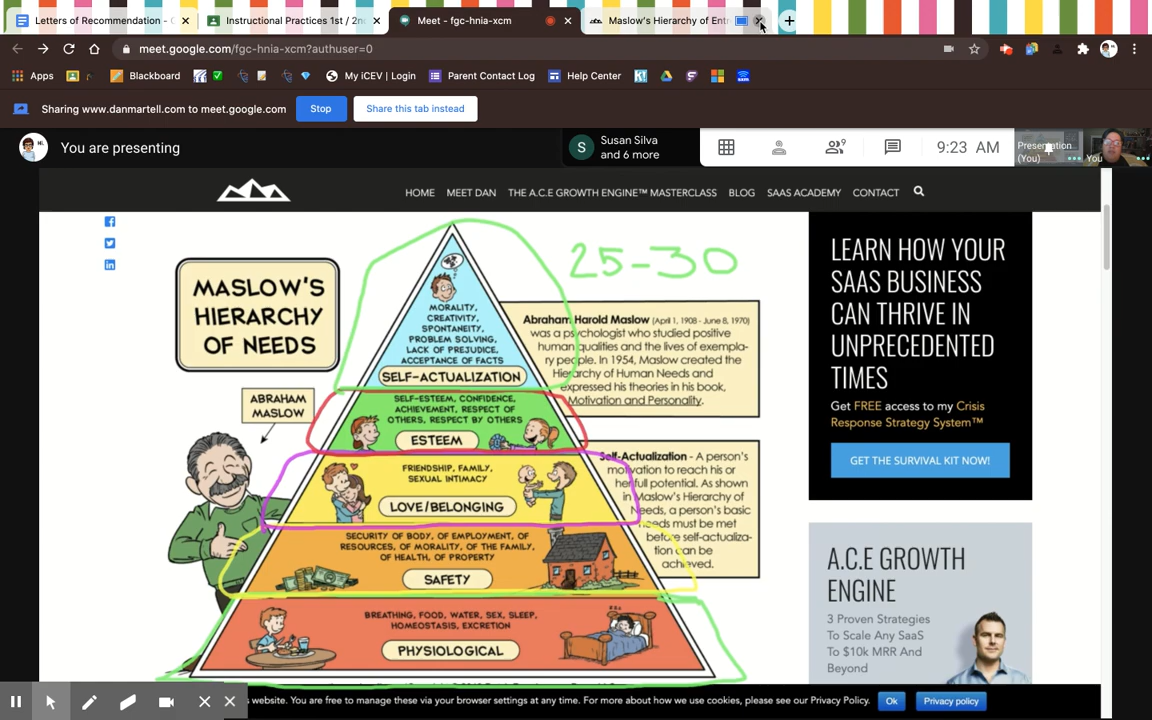 Letters of Recommendation -
Instructional Practices 1st / 2nd
Meet - fgc-hnia-xcm
Maslow's Hierarchy of Entr
meet.google.com/fgc-hnia-xcm?authuser=0
Apps
Blackboard
My iCEV | Login
Parent Contact Log
Help Center
Sharing www.danmartell.com to meet.google.com
Stop
Share this tab instead
You are presenting
S
Susan Silva
and 6 more
9
9:23 AM
Presentation
(You)
You
HOME
MEET DAN
THE A.C.E GROWTH ENGINE™ MASTERCLASS
BLOG
SAAS ACADEMY
CONTACT
MASLOW'S
HIERARCHY
OF NEEDS
25-30
ABRAHAM
MASLOW
MORALITY,
CREATIVITY,
SPONTANEITY,
PROBLEM SOLVING,
LACK OF PREJUDICE,
ACCEPTANCE OF FACTS
SELF-ACTUALIZATION
SELF-ESTEEM, CONFIDENCE,
ACHIEVEMENT, RESPECT OF
OTHERS, RESPECT BY OTHERS
ESTEEM
FRIENDSHIP, FAMILY,
SEXUAL INTIMACY
LOVE/BELONGING
SECURITY OF BODY, OF EMPLOYMENT, OF
RESOURCES, OF MORALITY, OF THE FAMILY,
OF HEALTH, OF PROPERTY
SAFETY
BREATHING, FOOD, WATER, SEX, SLEEP,
HOMEOSTASIS, EXCRETION
PHYSIOLOGICAL
Abraham Harold Maslow (April 1, 1908 - June 8, 1970)
was a psychologist who studied positive
human qualities and the lives of exempla-
ry people. In 1954, Maslow created the
Hierarchy of Human Needs and
expressed his theories in his book,
Motivation and Personality.
Self-Actualization - A person's
motivation to reach his or
her full potential. As shown
in Maslow's Hierarchy of
Needs, a person's basic
needs must be met
before self-actualiza-
tion can be
achieved.
LEARN HOW YOUR
SAAS BUSINESS
CAN THRIVE IN
UNPRECEDENTED
TIMES
Get FREE access to my Crisis
Response Strategy System™
GET THE SURVIVAL KIT NOW!
A.C.E GROWTH
ENGINE
3 Proven Strategies
To Scale Any SaaS
To $10k MRR And
Beyond
website. You are free to manage these via your browser settings at any time. For more about how we use cookies, please see our Privacy Policy.
Ok
Privacy policy